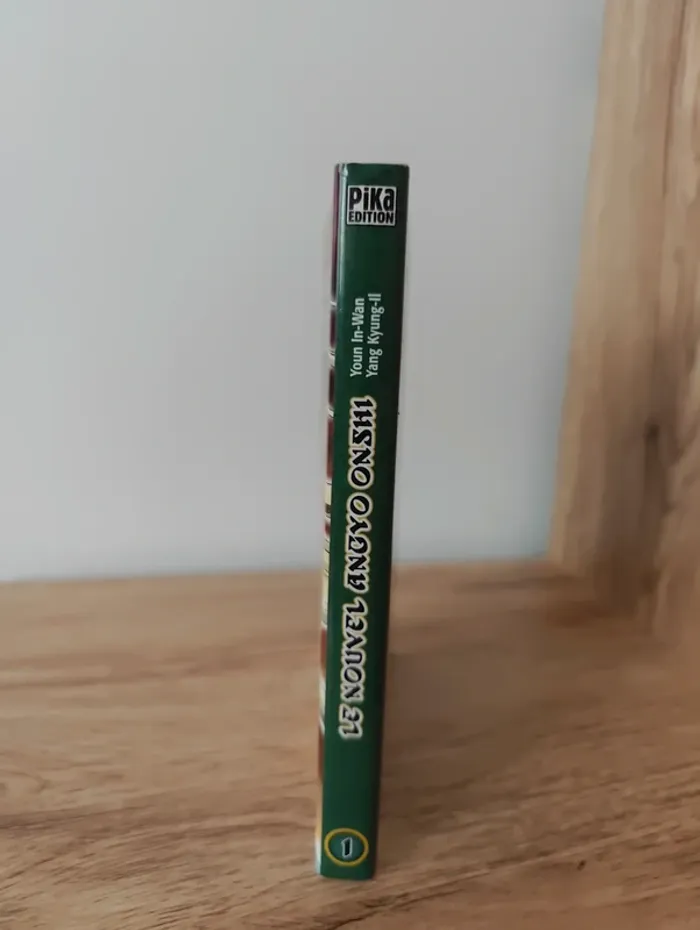 PiKa
EDITION
Youn In-Wan
Yang Kyung-Il
LE NOUVEL ANGYO ONSHI
1